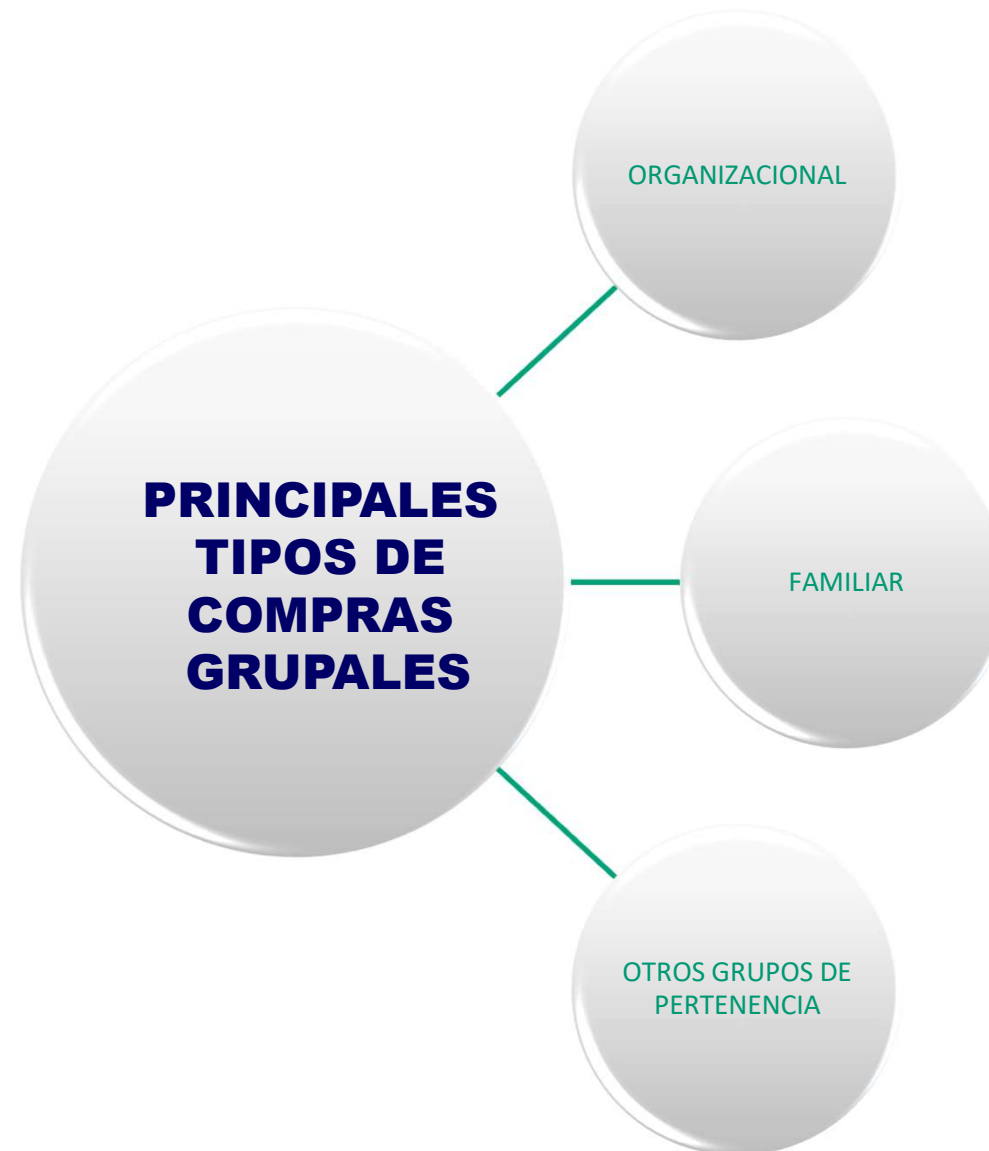 ORGANIZACIONAL
PRINCIPALES
TIPOS DE
COMPRAS
GRUPALES
FAMILIAR
OTROS GRUPOS DE
PERTENENCIA